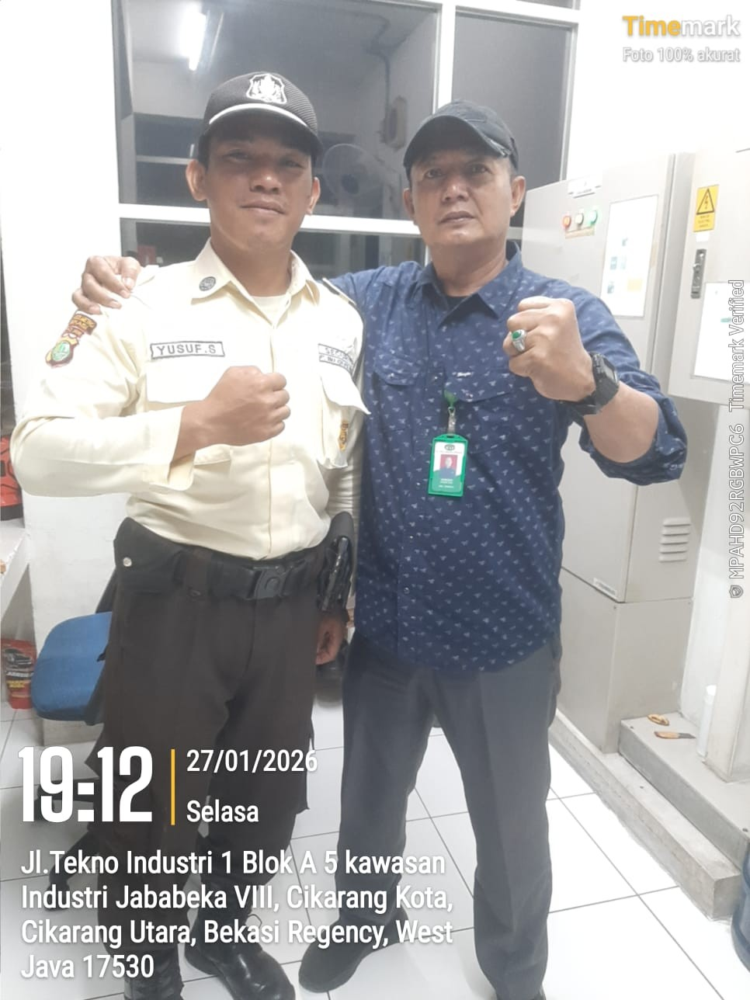 Timemark
Foto 100% akurat
YUSUF.S
MPAHD92RGBWPC6 Timemark Verified
19:12
27/01/2026
Selasa
Jl.Tekno Industri 1 Blok A 5 kawasan
Industri Jababeka VIII, Cikarang Kota,
Cikarang Utara, Bekasi Regency, West
Java 17530